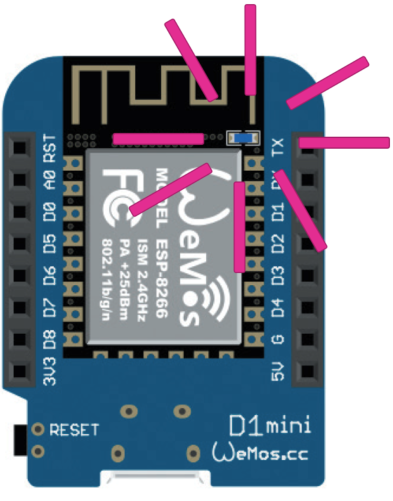 RST
A0
D0
D5
D6
D7
D8
3V3
TX
D1
D2
D3
D4
G
5V
WeMos
MODEL ESP-8266
ISM 2.4GHz
PA +25dBm
802.11b/g/n
FC
RESET
D1 mini
WeMos.cc